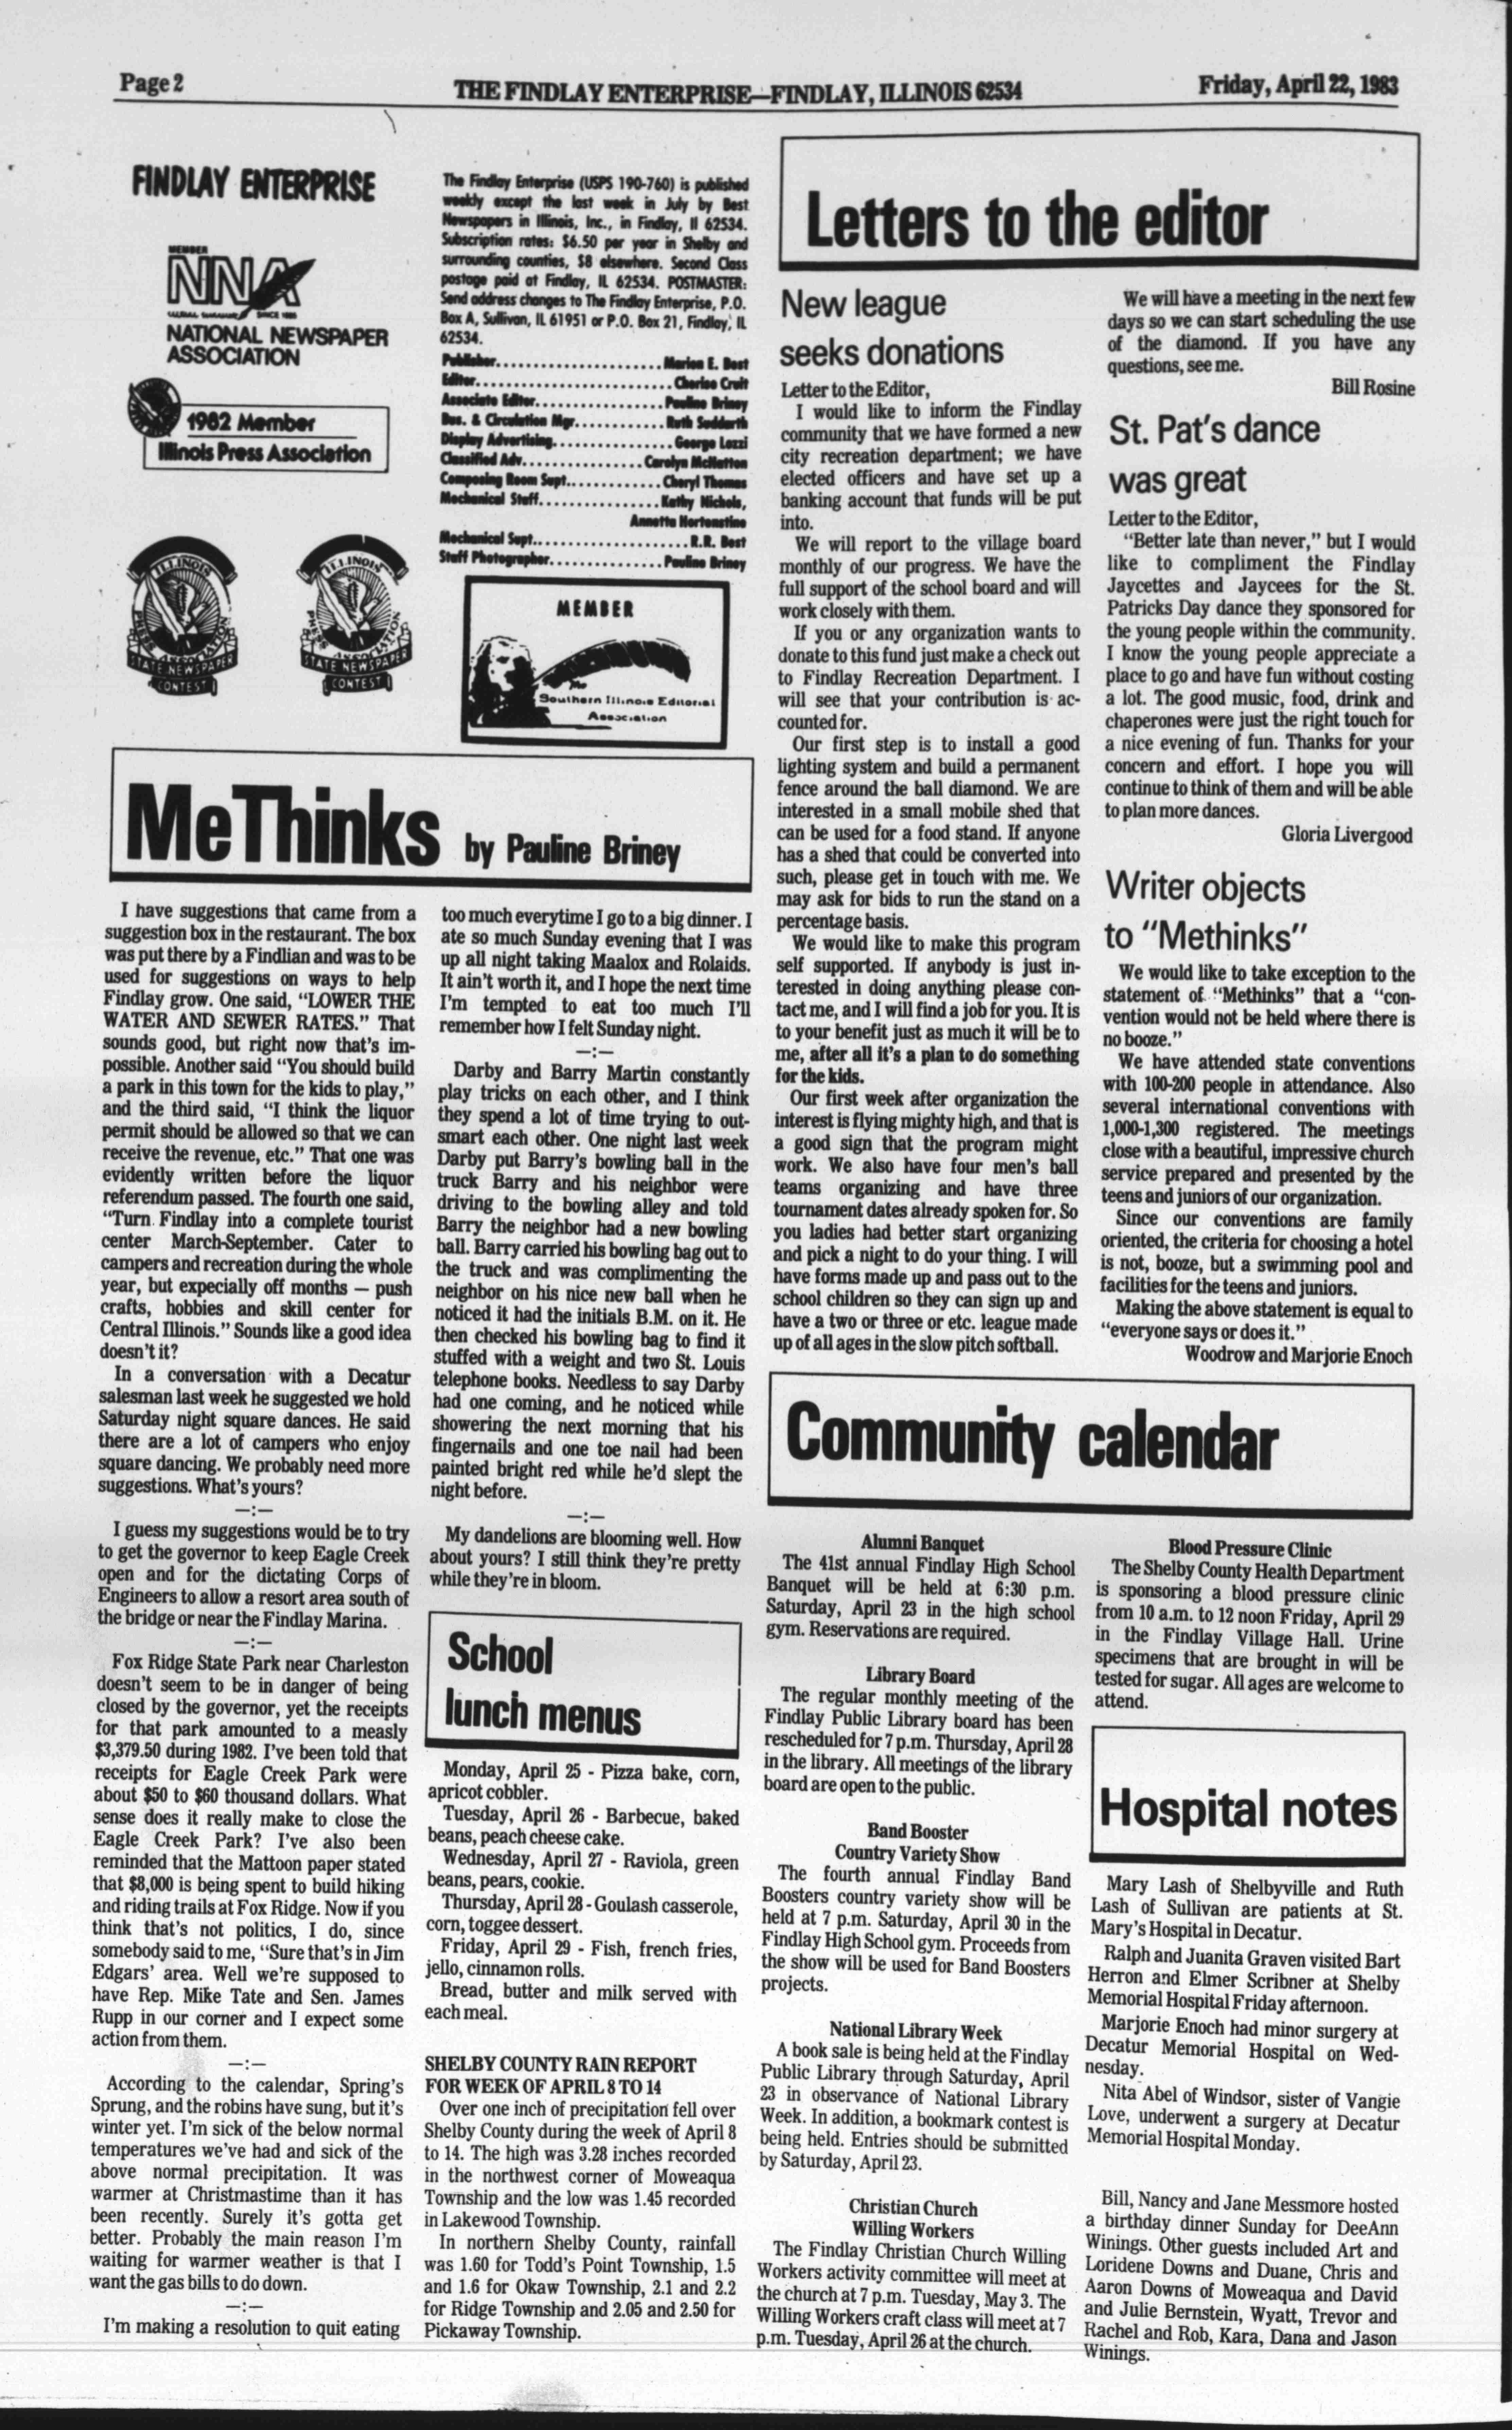 Page 2
THE FINDLAY ENTERPRISE—FINDLAY, ILLINOIS 62534
Friday, April 22, 1983
FINDLAY ENTERPRISE
MEMBER
NNA
SINCE 1885
NATIONAL NEWSPAPER
ASSOCIATION
1982 Member
Illinois Press Association
ILLINOIS
PRESS ASSOCIATION
STATE NEWSPAPER
CONTEST
ILLINOIS
PRESS ASSOCIATION
STATE NEWSPAPER
CONTEST
The Findlay Enterprise (USPS 190-760) is published
weekly except the last week in July by Best
Newspapers in Illinois, Inc., in Findlay, Il 62534.
Subscription rates: $6.50 per year in Shelby and
surrounding counties, $8 elsewhere. Second Class
postage paid at Findlay, IL 62534. POSTMASTER:
Send address changes to The Findlay Enterprise, P.O.
Box A, Sullivan, IL 61951 or P.O. Box 21, Findlay, IL
62534.
Publisher.....................Marion E. Best
Editor.........................Charlee Cruit
Associate Editor................Pauline Briney
Bus. & Circulation Mgr...........Ruth Suddarth
Display Advertising...............George Lozzi
Classified Adv...............Carolyn McNutton
Composing Room Supt............Cheryl Thomas
Mechanical Staff...............Kathy Nichols,
Annetta Hortenstine
Mechanical Supt....................R.R. Best
Staff Photographer..............Pauline Briney
MEMBER
The
Southern Illinois Editorial
Association
MeThinks by Pauline Briney
I have suggestions that came from a
suggestion box in the restaurant. The box
was put there by a Findlian and was to be
used for suggestions on ways to help
Findlay grow. One said, "LOWER THE
WATER AND SEWER RATES." That
sounds good, but right now that's im-
possible. Another said "You should build
a park in this town for the kids to play,"
and the third said, "I think the liquor
permit should be allowed so that we can
receive the revenue, etc." That one was
evidently written before the liquor
referendum passed. The fourth one said,
"Turn Findlay into a complete tourist
center March-September. Cater to
campers and recreation during the whole
year, but expecially off months — push
crafts, hobbies and skill center for
Central Illinois." Sounds like a good idea
doesn't it?
In a conversation with a Decatur
salesman last week he suggested we hold
Saturday night square dances. He said
there are a lot of campers who enjoy
square dancing. We probably need more
suggestions. What's yours?
—:—
I guess my suggestions would be to try
to get the governor to keep Eagle Creek
open and for the dictating Corps of
Engineers to allow a resort area south of
the bridge or near the Findlay Marina.
—:—
Fox Ridge State Park near Charleston
doesn't seem to be in danger of being
closed by the governor, yet the receipts
for that park amounted to a measly
$3,379.50 during 1982. I've been told that
receipts for Eagle Creek Park were
about $50 to $60 thousand dollars. What
sense does it really make to close the
Eagle Creek Park? I've also been
reminded that the Mattoon paper stated
that $8,000 is being spent to build hiking
and riding trails at Fox Ridge. Now if you
think that's not politics, I do, since
somebody said to me, "Sure that's in Jim
Edgars' area. Well we're supposed to
have Rep. Mike Tate and Sen. James
Rupp in our corner and I expect some
action from them.
—:—
According to the calendar, Spring's
Sprung, and the robins have sung, but it's
winter yet. I'm sick of the below normal
temperatures we've had and sick of the
above normal precipitation. It was
warmer at Christmastime than it has
been recently. Surely it's gotta get
better. Probably the main reason I'm
waiting for warmer weather is that I
want the gas bills to do down.
—:—
I'm making a resolution to quit eating
too much everytime I go to a big dinner. I
ate so much Sunday evening that I was
up all night taking Maalox and Rolaids.
It ain't worth it, and I hope the next time
I'm tempted to eat too much I'll
remember how I felt Sunday night.
—:—
Darby and Barry Martin constantly
play tricks on each other, and I think
they spend a lot of time trying to out-
smart each other. One night last week
Darby put Barry's bowling ball in the
truck Barry and his neighbor were
driving to the bowling alley and told
Barry the neighbor had a new bowling
ball. Barry carried his bowling bag out to
the truck and was complimenting the
neighbor on his nice new ball when he
noticed it had the initials B.M. on it. He
then checked his bowling bag to find it
stuffed with a weight and two St. Louis
telephone books. Needless to say Darby
had one coming, and he noticed while
showering the next morning that his
fingernails and one toe nail had been
painted bright red while he'd slept the
night before.
—:—
My dandelions are blooming well. How
about yours? I still think they're pretty
while they're in bloom.
School
lunch menus
Monday, April 25 - Pizza bake, corn,
apricot cobbler.
Tuesday, April 26 - Barbecue, baked
beans, peach cheese cake.
Wednesday, April 27 - Raviola, green
beans, pears, cookie.
Thursday, April 28 - Goulash casserole,
corn, toggee dessert.
Friday, April 29 - Fish, french fries,
jello, cinnamon rolls.
Bread, butter and milk served with
each meal.
SHELBY COUNTY RAIN REPORT
FOR WEEK OF APRIL 8 TO 14
Over one inch of precipitation fell over
Shelby County during the week of April 8
to 14. The high was 3.28 inches recorded
in the northwest corner of Moweaqua
Township and the low was 1.45 recorded
in Lakewood Township.
In northern Shelby County, rainfall
was 1.60 for Todd's Point Township, 1.5
and 1.6 for Okaw Township, 2.1 and 2.2
for Ridge Township and 2.05 and 2.50 for
Pickaway Township.
Letters to the editor
New league
seeks donations
Letter to the Editor,
I would like to inform the Findlay
community that we have formed a new
city recreation department; we have
elected officers and have set up a
banking account that funds will be put
into.
We will report to the village board
monthly of our progress. We have the
full support of the school board and will
work closely with them.
If you or any organization wants to
donate to this fund just make a check out
to Findlay Recreation Department. I
will see that your contribution is ac-
counted for.
Our first step is to install a good
lighting system and build a permanent
fence around the ball diamond. We are
interested in a small mobile shed that
can be used for a food stand. If anyone
has a shed that could be converted into
such, please get in touch with me. We
may ask for bids to run the stand on a
percentage basis.
We would like to make this program
self supported. If anybody is just in-
terested in doing anything please con-
tact me, and I will find a job for you. It is
to your benefit just as much it will be to
me, after all it's a plan to do something
for the kids.
Our first week after organization the
interest is flying mighty high, and that is
a good sign that the program might
work. We also have four men's ball
teams organizing and have three
tournament dates already spoken for. So
you ladies had better start organizing
and pick a night to do your thing. I will
have forms made up and pass out to the
school children so they can sign up and
have a two or three or etc. league made
up of all ages in the slow pitch softball.
We will have a meeting in the next few
days so we can start scheduling the use
of the diamond. If you have any
questions, see me.
Bill Rosine
St. Pat's dance
was great
Letter to the Editor,
"Better late than never," but I would
like to compliment the Findlay
Jaycettes and Jaycees for the St.
Patricks Day dance they sponsored for
the young people within the community.
I know the young people appreciate a
place to go and have fun without costing
a lot. The good music, food, drink and
chaperones were just the right touch for
a nice evening of fun. Thanks for your
concern and effort. I hope you will
continue to think of them and will be able
to plan more dances.
Gloria Livergood
Writer objects
to "Methinks"
We would like to take exception to the
statement of "Methinks" that a "con-
vention would not be held where there is
no booze."
We have attended state conventions
with 100-200 people in attendance. Also
several international conventions with
1,000-1,300 registered. The meetings
close with a beautiful, impressive church
service prepared and presented by the
teens and juniors of our organization.
Since our conventions are family
oriented, the criteria for choosing a hotel
is not, booze, but a swimming pool and
facilities for the teens and juniors.
Making the above statement is equal to
"everyone says or does it."
Woodrow and Marjorie Enoch
Community calendar
Alumni Banquet
The 41st annual Findlay High School
Banquet will be held at 6:30 p.m.
Saturday, April 23 in the high school
gym. Reservations are required.
Library Board
The regular monthly meeting of the
Findlay Public Library board has been
rescheduled for 7 p.m. Thursday, April 28
in the library. All meetings of the library
board are open to the public.
Band Booster
Country Variety Show
The fourth annual Findlay Band
Boosters country variety show will be
held at 7 p.m. Saturday, April 30 in the
Findlay High School gym. Proceeds from
the show will be used for Band Boosters
projects.
National Library Week
A book sale is being held at the Findlay
Public Library through Saturday, April
23 in observance of National Library
Week. In addition, a bookmark contest is
being held. Entries should be submitted
by Saturday, April 23.
Christian Church
Willing Workers
The Findlay Christian Church Willing
Workers activity committee will meet at
the church at 7 p.m. Tuesday, May 3. The
Willing Workers craft class will meet at 7
p.m. Tuesday, April 26 at the church.
Blood Pressure Clinic
The Shelby County Health Department
is sponsoring a blood pressure clinic
from 10 a.m. to 12 noon Friday, April 29
in the Findlay Village Hall. Urine
specimens that are brought in will be
tested for sugar. All ages are welcome to
attend.
Hospital notes
Mary Lash of Shelbyville and Ruth
Lash of Sullivan are patients at St.
Mary's Hospital in Decatur.
Ralph and Juanita Graven visited Bart
Herron and Elmer Scribner at Shelby
Memorial Hospital Friday afternoon.
Marjorie Enoch had minor surgery at
Decatur Memorial Hospital on Wed-
nesday.
Nita Abel of Windsor, sister of Vangie
Love, underwent a surgery at Decatur
Memorial Hospital Monday.
Bill, Nancy and Jane Messmore hosted
a birthday dinner Sunday for DeeAnn
Winings. Other guests included Art and
Loridene Downs and Duane, Chris and
Aaron Downs of Moweaqua and David
and Julie Bernstein, Wyatt, Trevor and
Rachel and Rob, Kara, Dana and Jason
Winings.